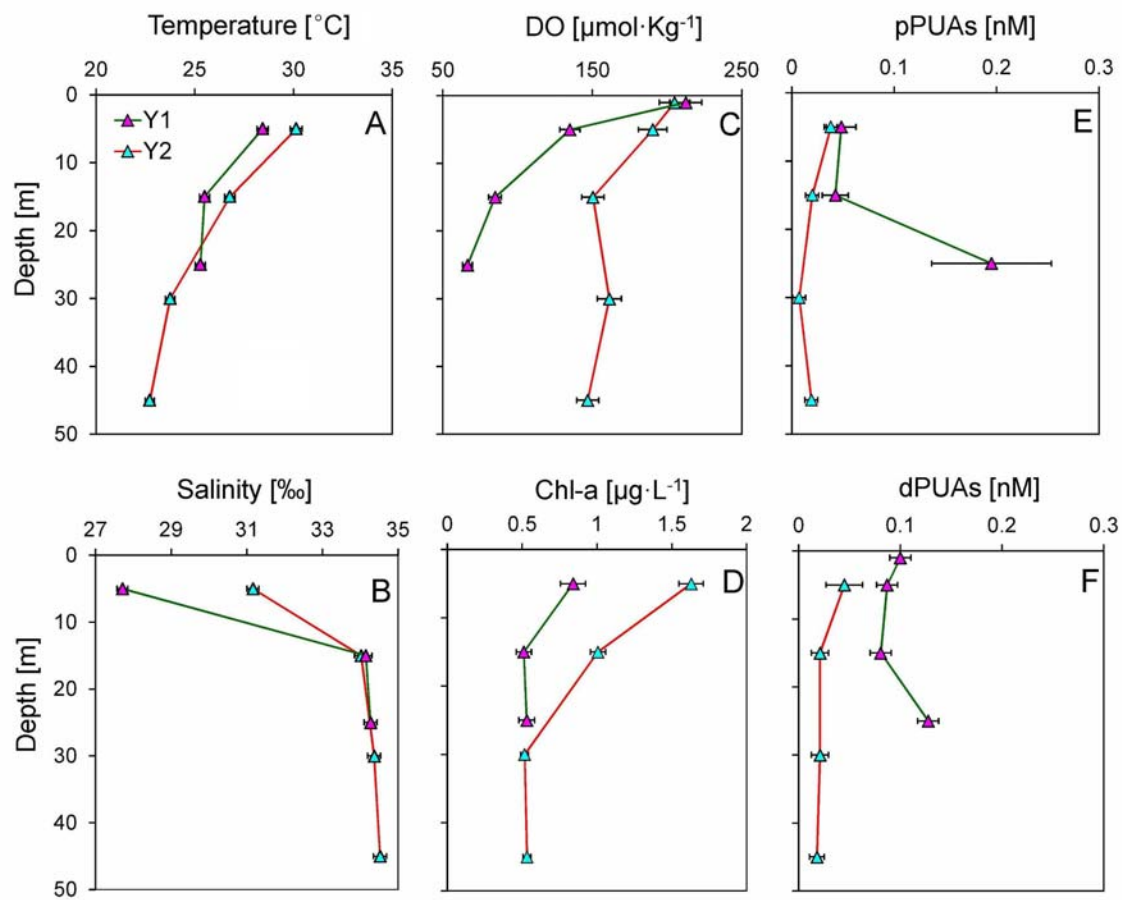 Temperature [°C]
20 25 30 35
DO [µmol·Kg⁻¹]
50 150 250
pPUAs [nM]
0 0.1 0.2 0.3
Depth [m]
0
10
20
30
40
50
Y1
Y2
A
C
E
Salinity [‰]
27 29 31 33 35
Chl-a [µg·L⁻¹]
0 0.5 1 1.5 2
dPUAs [nM]
0 0.1 0.2 0.3
Depth [m]
0
10
20
30
40
50
B
D
F